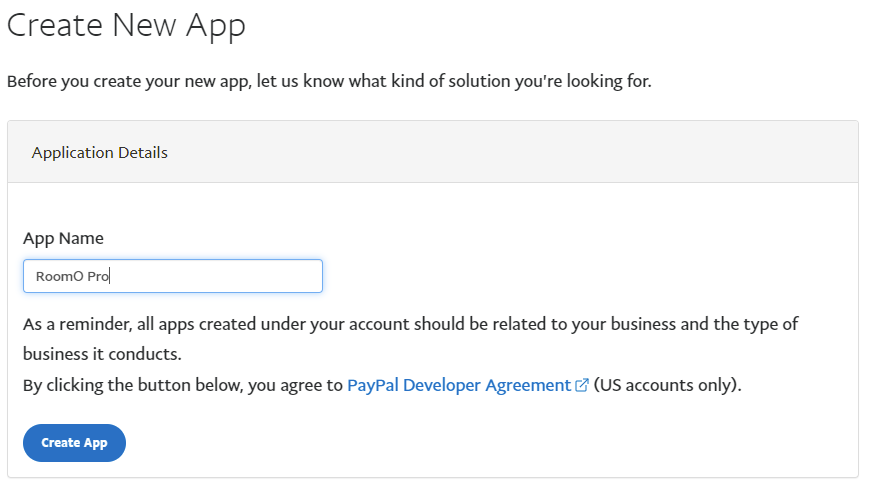 Create New App
Before you create your new app, let us know what kind of solution you're looking for.
Application Details
App Name
RoomO Pro
As a reminder, all apps created under your account should be related to your business and the type of
business it conducts.
By clicking the button below, you agree to PayPal Developer Agreement (US accounts only).
Create App